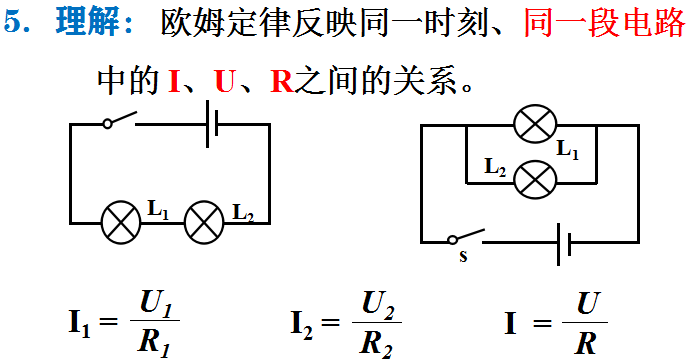 5. 理解：欧姆定律反映同一时刻、同一段电路
中的 I、U、R之间的关系。
L₁ L₂
L₁
L₂
s
I₁ = U₁/R₁ I₂ = U₂/R₂ I = U/R